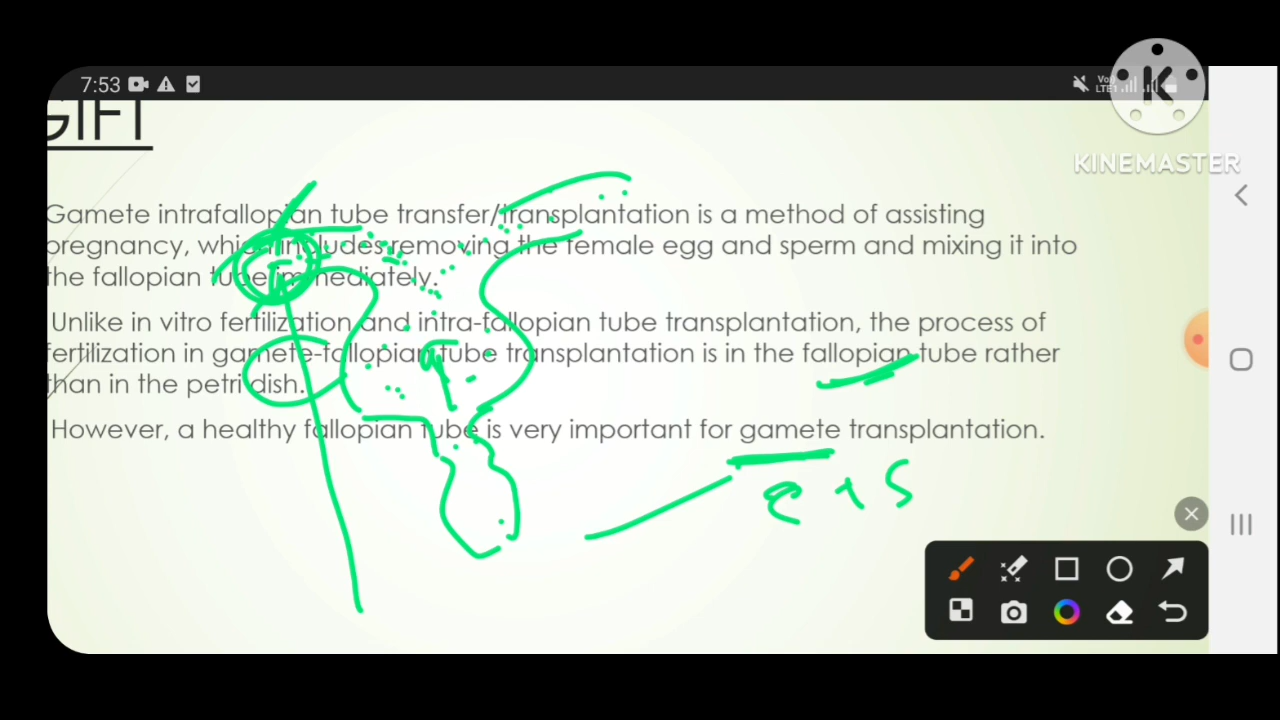 7:53
Vo)) LTE1
K
KINEMASTER
GIFT
Gamete intrafallopian tube transfer/transplantation is a method of assisting
pregnancy, which includes removing the female egg and sperm and mixing it into
the fallopian tube immediately.
Unlike in vitro fertilization and intra-fallopian tube transplantation, the process of
fertilization in gamete-fallopian tube transplantation is in the fallopian tube rather
than in the petri dish.
However, a healthy fallopian tube is very important for gamete transplantation.
e + S